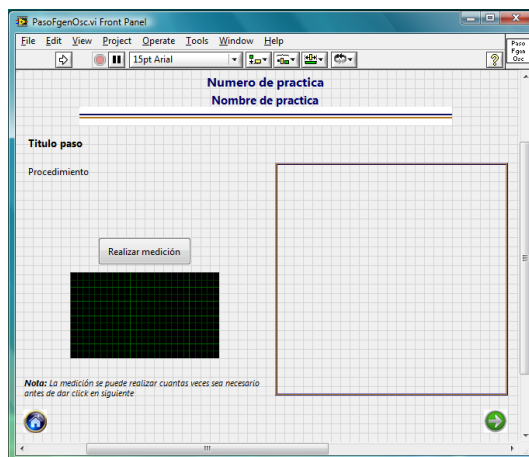 PasoFgenOsc.vi Front Panel
File Edit View Project Operate Tools Window Help
15pt Arial
?
Paso
Fgen
Osc
Numero de practica
Nombre de practica
Titulo paso
Procedimiento
Realizar medición
Nota: La medición se puede realizar cuantas veces sea necesario
antes de dar click en siguiente